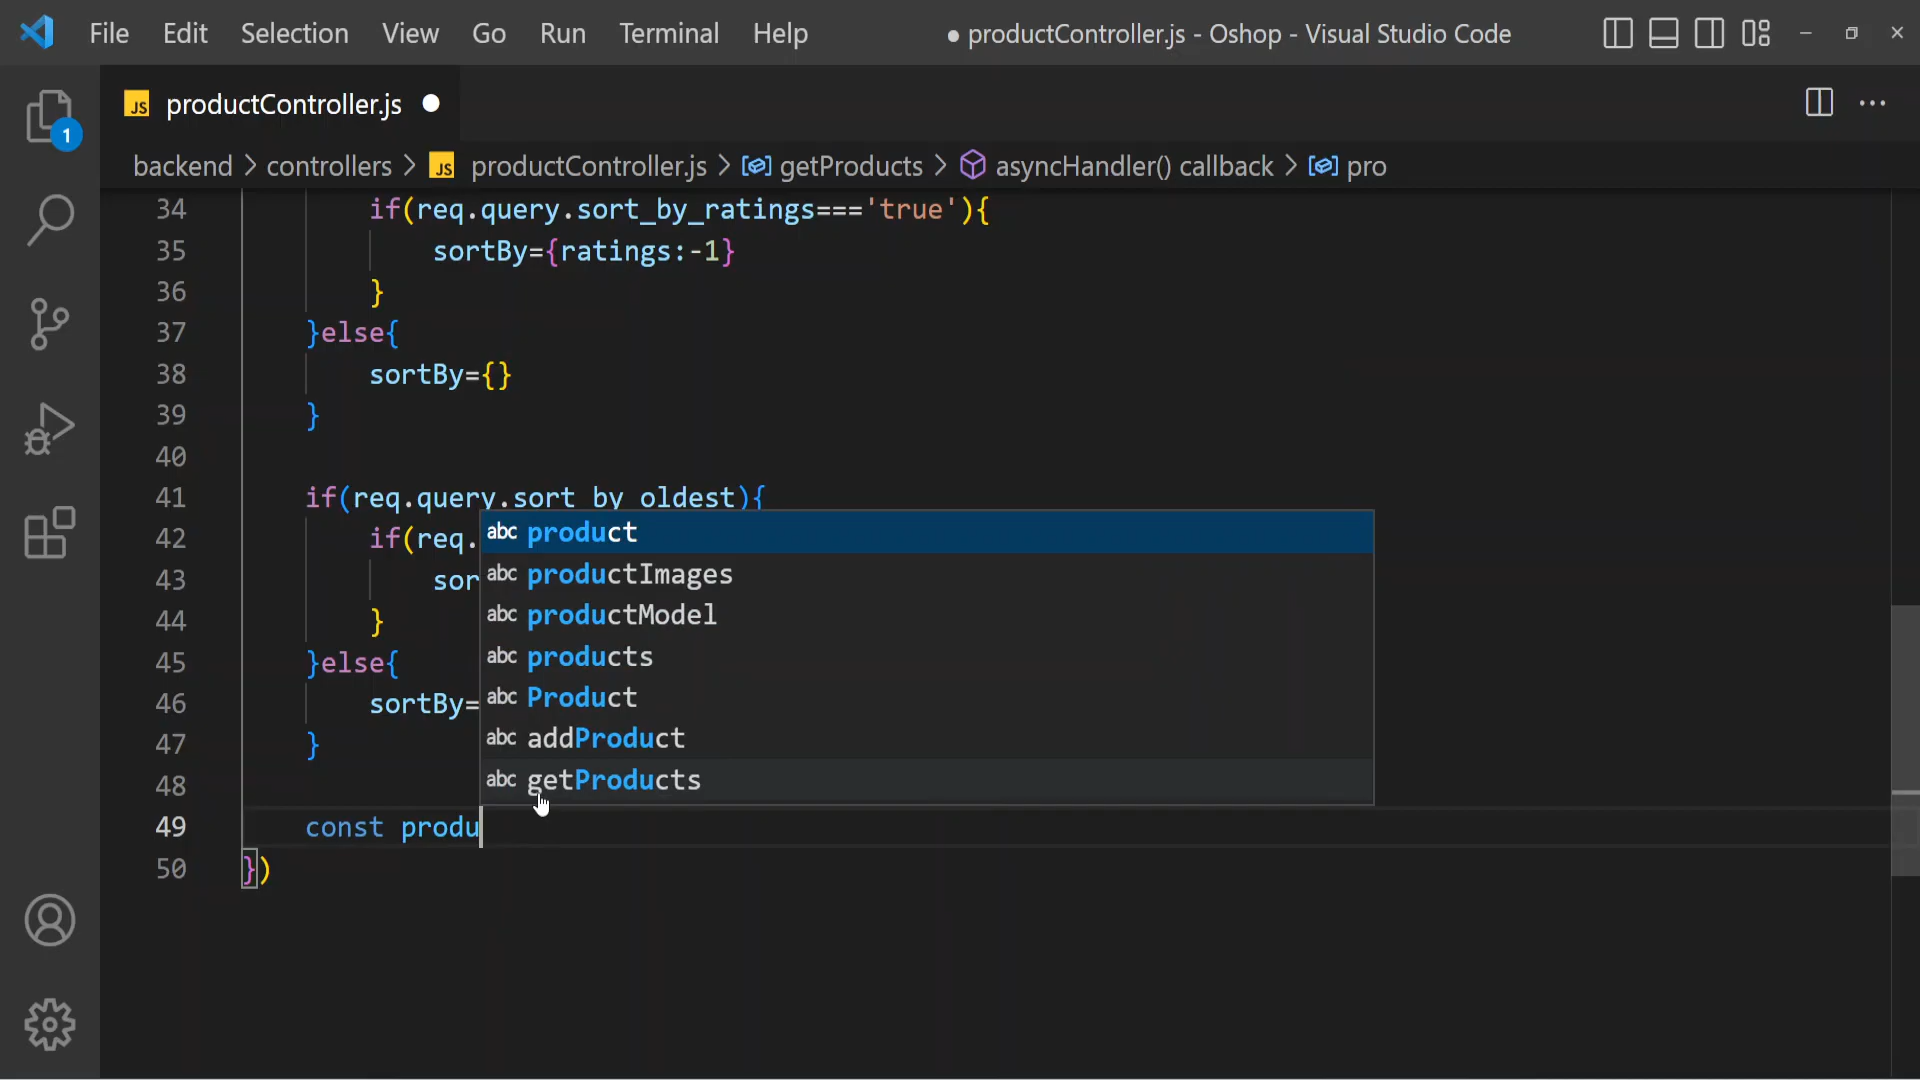 File Edit Selection View Go Run Terminal Help ● productController.js - Oshop - Visual Studio Code
JS productController.js
1
backend > controllers > JS productController.js > getProducts > asyncHandler() callback > pro
34 if(req.query.sort_by_ratings==='true'){
35 sortBy={ratings:-1}
36 }
37 }else{
38 sortBy={}
39 }
40
41 if(req.query.sort by oldest){
42 if(req.
43 sor
44 }
45 }else{
46 sortBy=
47 }
48
49 const produ
50 })
abc product
abc productImages
abc productModel
abc products
abc Product
abc addProduct
abc getProducts